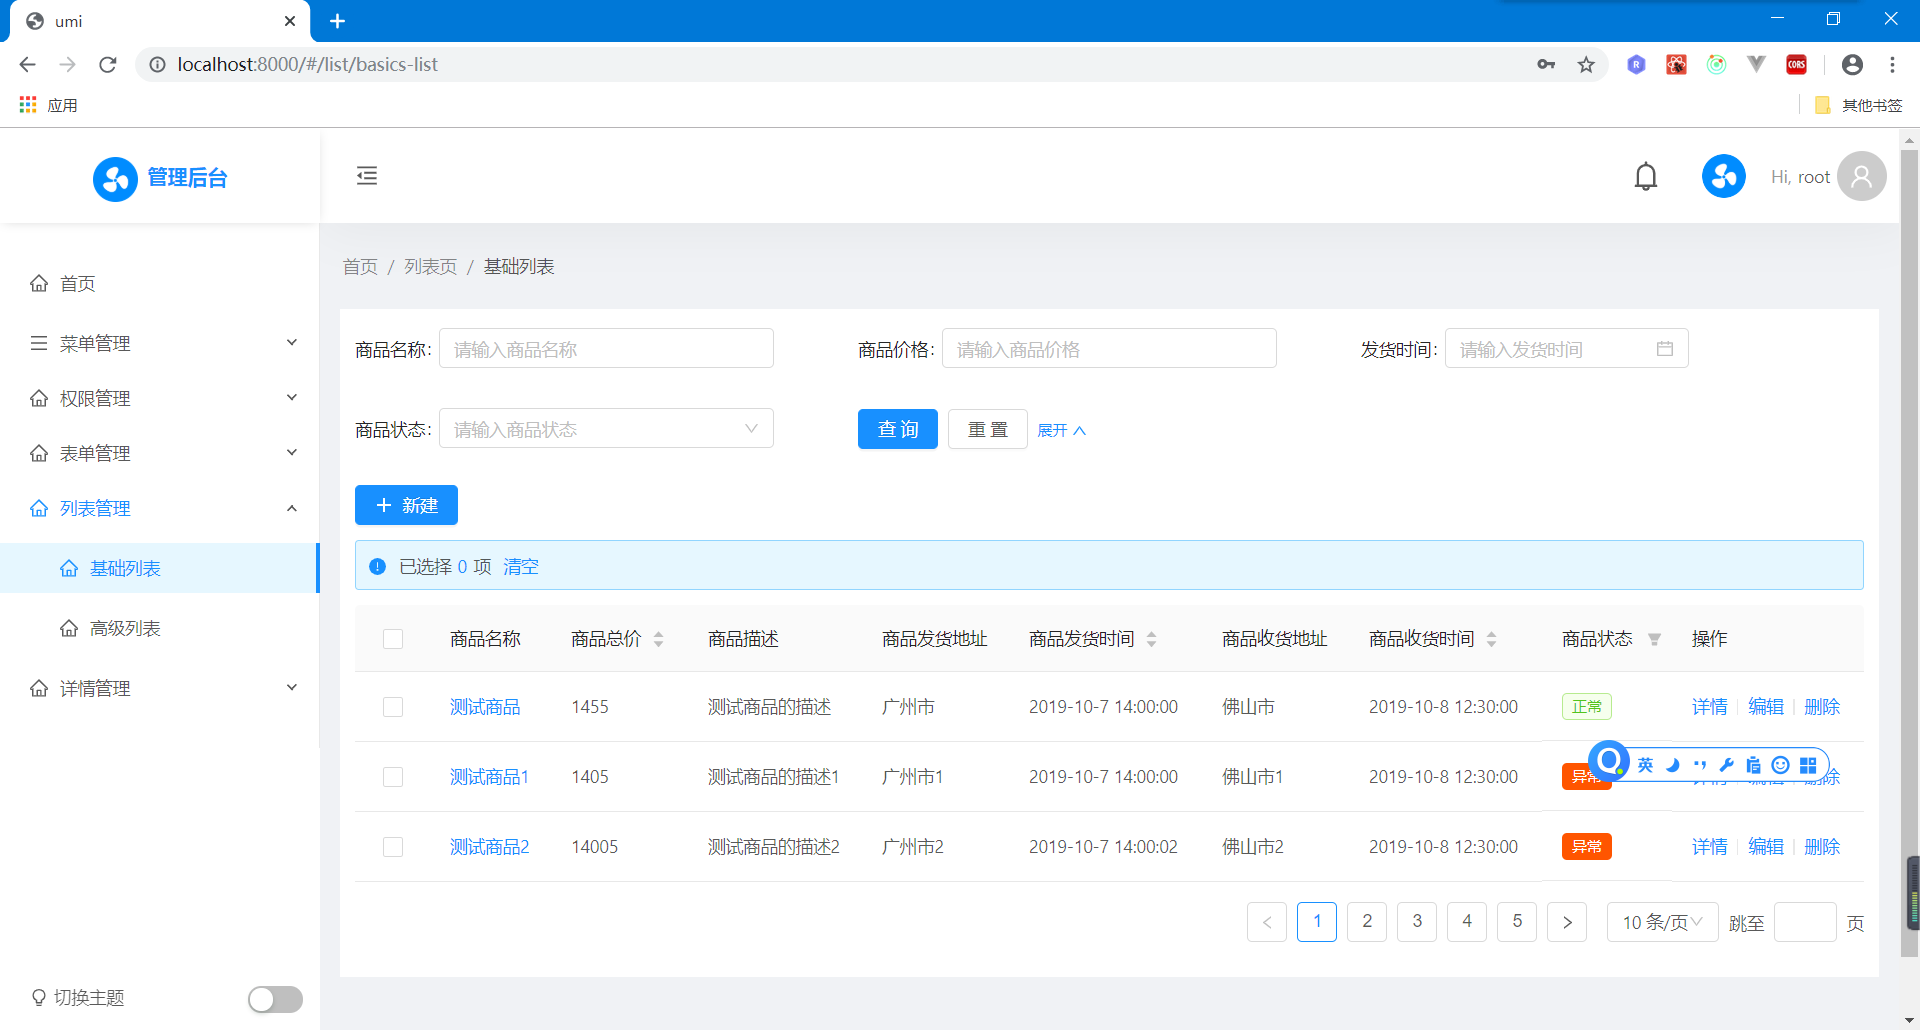 umi
localhost:8000/#/list/basics-list
R
CORS
应用
其他书签
管理后台
Hi, root
首页
菜单管理
权限管理
表单管理
列表管理
基础列表
高级列表
详情管理
切换主题
首页 / 列表页 / 基础列表
商品名称: 请输入商品名称 商品价格: 请输入商品价格 发货时间: 请输入发货时间
商品状态: 请输入商品状态 查 询 重 置 展开
新建
已选择 0 项 清空
商品名称 商品总价 商品描述 商品发货地址 商品发货时间 商品收货地址 商品收货时间 商品状态 操作
测试商品 1455 测试商品的描述 广州市 2019-10-7 14:00:00 佛山市 2019-10-8 12:30:00 正常 详情 编辑 删除
英
测试商品1 1405 测试商品的描述1 广州市1 2019-10-7 14:00:00 佛山市1 2019-10-8 12:30:00 异常 详情 编辑 删除
测试商品2 14005 测试商品的描述2 广州市2 2019-10-7 14:00:02 佛山市2 2019-10-8 12:30:00 异常 详情 编辑 删除
< 1 2 3 4 5 > 10 条/页 跳至 页